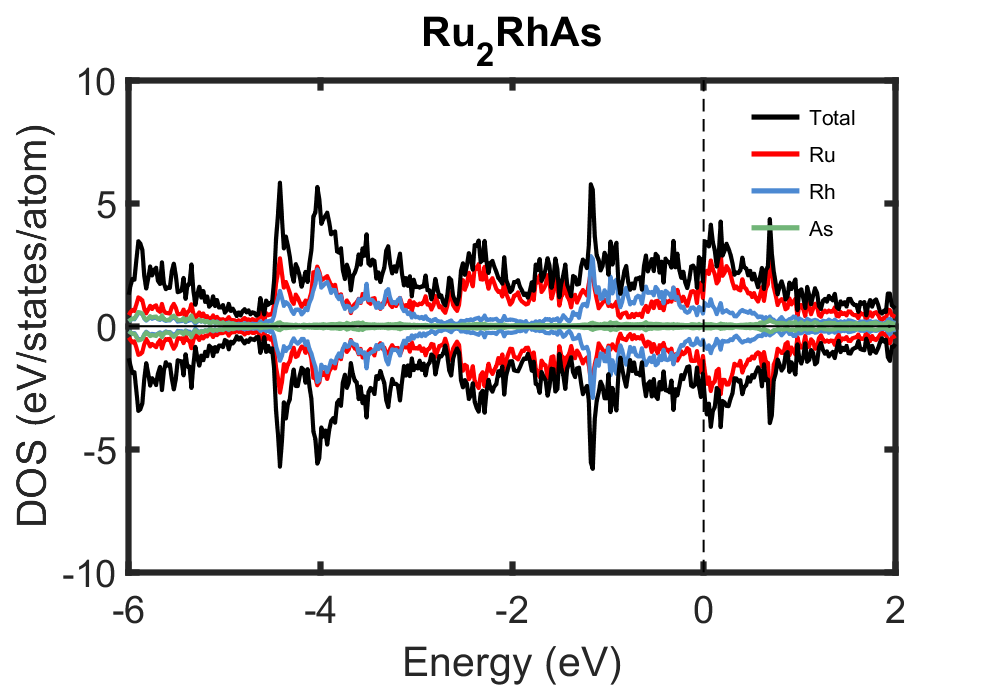 Ru2RhAs
10
5
0
-5
-10
DOS (eV/states/atom)
Total
Ru
Rh
As
-6 -4 -2 0 2
Energy (eV)